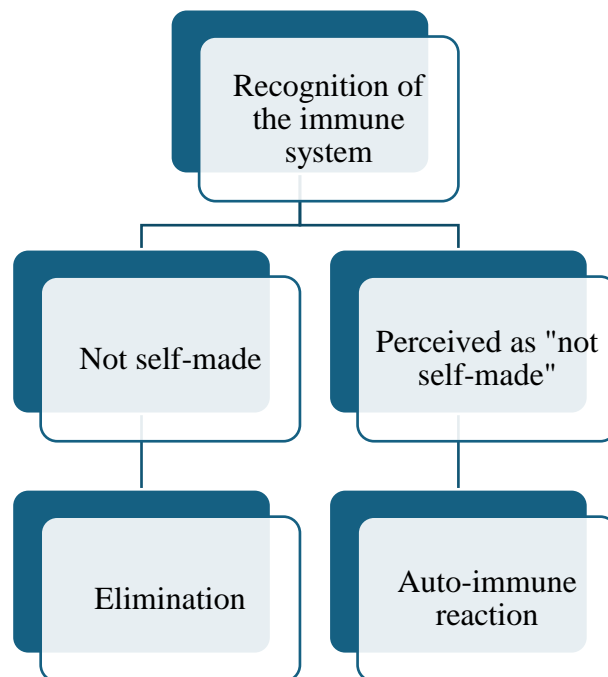 Recognition of
the immune
system
Not self-made
Perceived as "not
self-made"
Elimination
Auto-immune
reaction